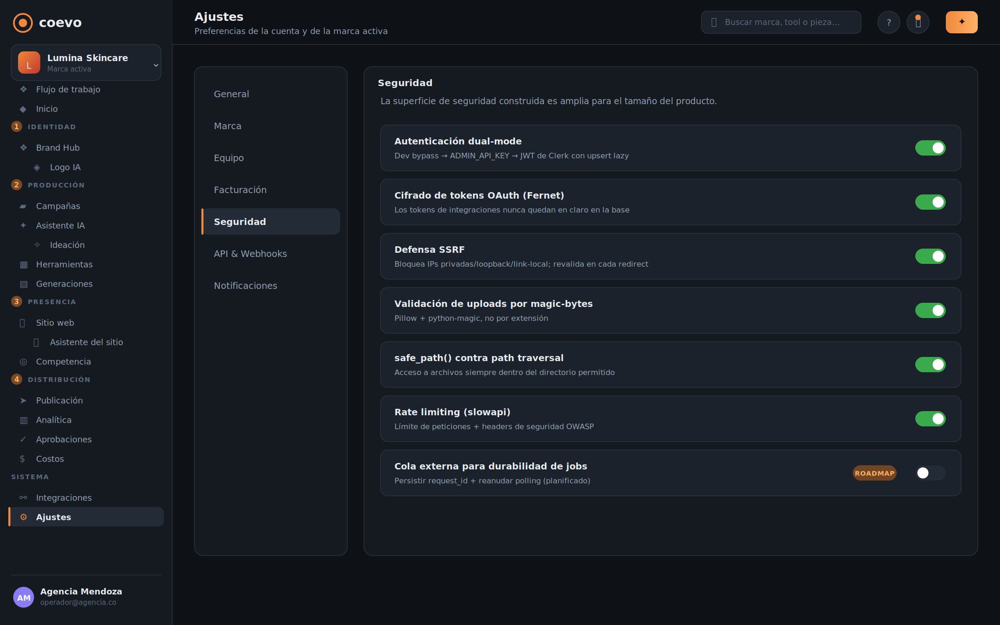 coevo
L
Lumina Skincare
Marca activa
Flujo de trabajo
Inicio
1 IDENTIDAD
Brand Hub
Logo IA
2 PRODUCCIÓN
Campañas
Asistente IA
Ideación
Herramientas
Generaciones
3 PRESENCIA
Sitio web
Asistente del sitio
Competencia
4 DISTRIBUCIÓN
Publicación
Analítica
Aprobaciones
$ Costos
SISTEMA
Integraciones
Ajustes
AM
Agencia Mendoza
operador@agencia.co
Ajustes
Preferencias de la cuenta y de la marca activa
Buscar marca, tool o pieza...
?
General
Marca
Equipo
Facturación
Seguridad
API & Webhooks
Notificaciones
Seguridad
La superficie de seguridad construida es amplia para el tamaño del producto.
Autenticación dual-mode
Dev bypass → ADMIN_API_KEY → JWT de Clerk con upsert lazy
Cifrado de tokens OAuth (Fernet)
Los tokens de integraciones nunca quedan en claro en la base
Defensa SSRF
Bloquea IPs privadas/loopback/link-local; revalida en cada redirect
Validación de uploads por magic-bytes
Pillow + python-magic, no por extensión
safe_path() contra path traversal
Acceso a archivos siempre dentro del directorio permitido
Rate limiting (slowapi)
Límite de peticiones + headers de seguridad OWASP
Cola externa para durabilidad de jobs
Persistir request_id + reanudar polling (planificado)
ROADMAP